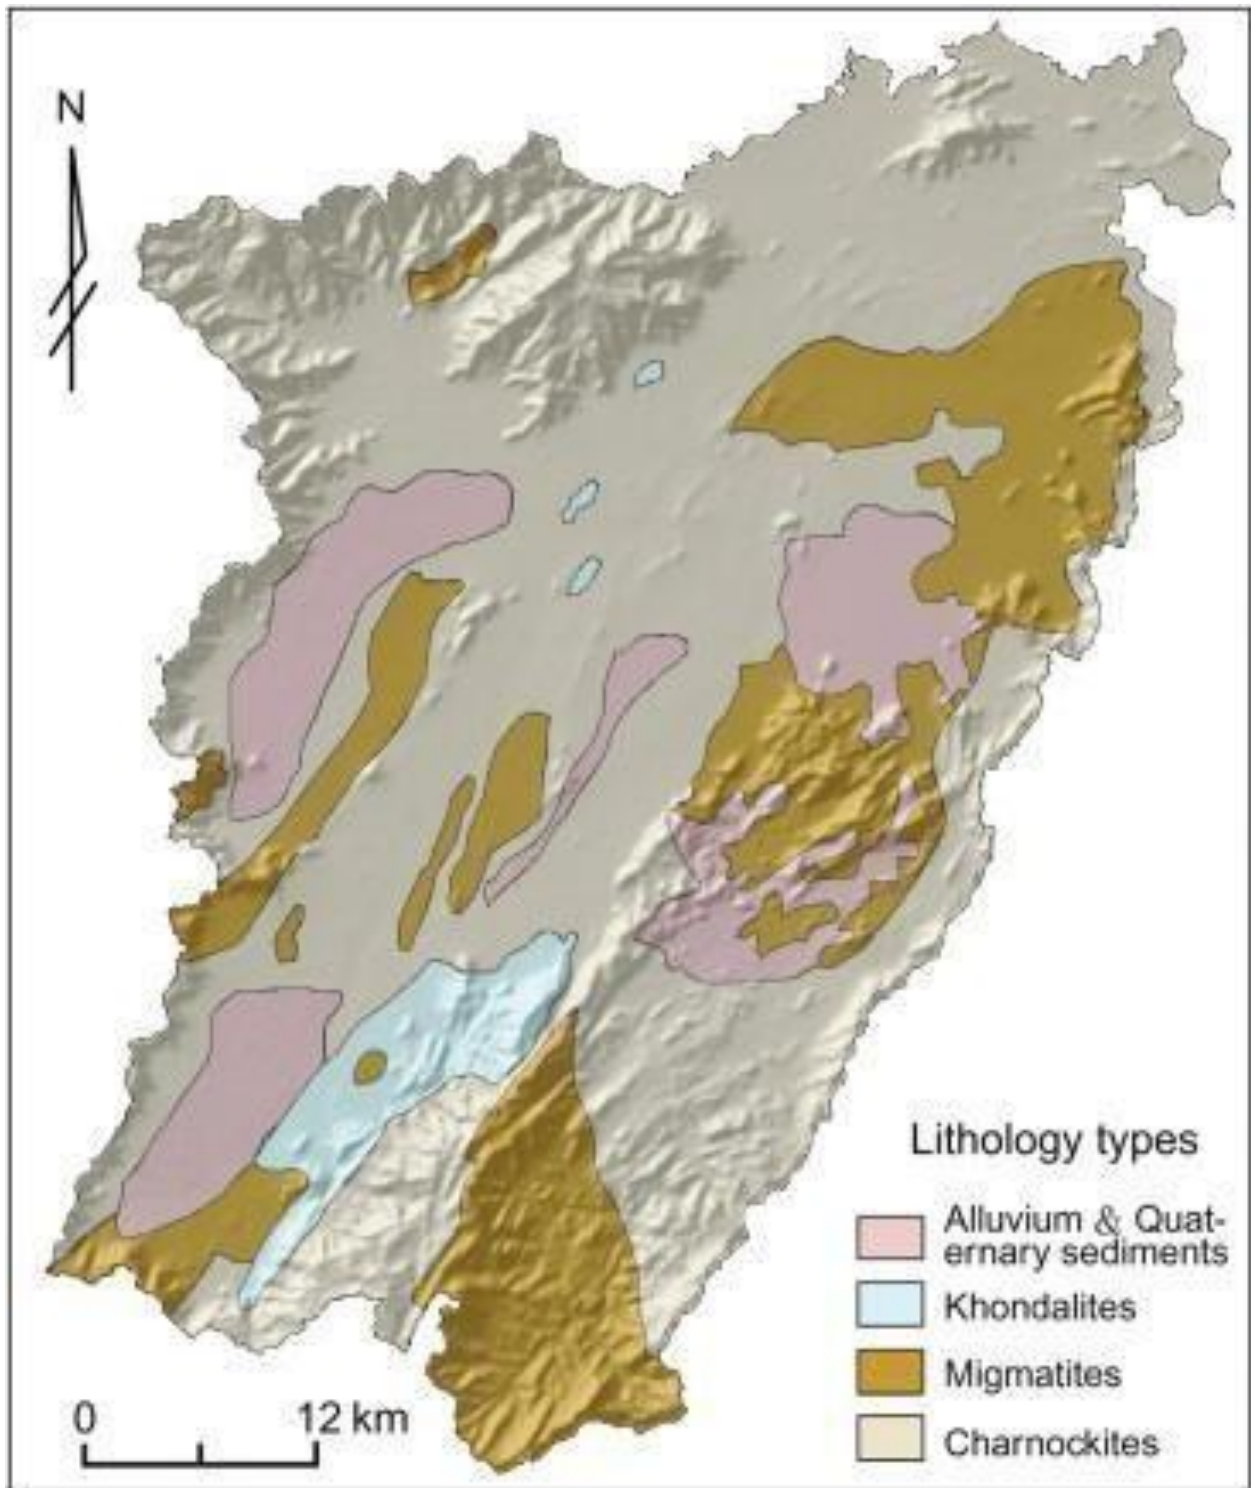 N
Lithology types
Alluvium & Quat-
ernary sediments
Khondalites
Migmatites
Charnockites
0 12 km